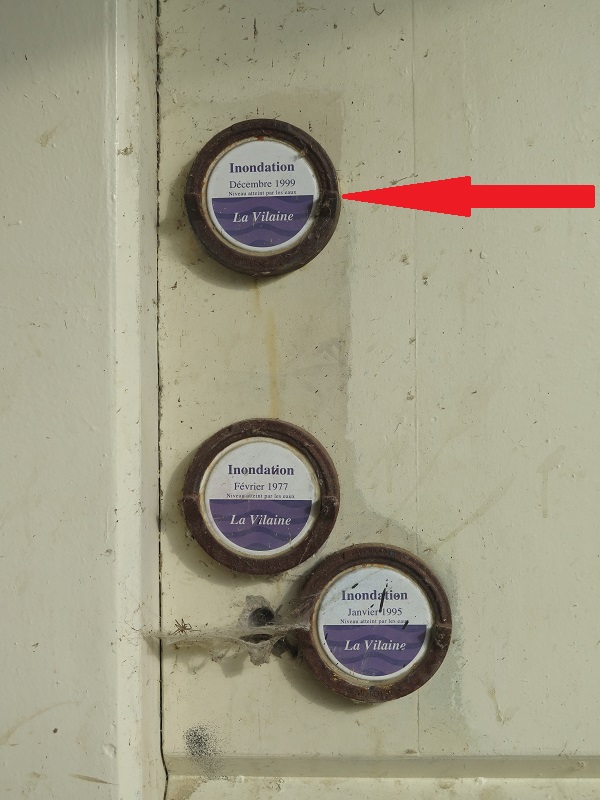 Inondation
Décembre 1999
Niveau atteint par les eaux
La Vilaine
Inondation
Février 1977
Niveau atteint par les eaux
La Vilaine
Inondation
Janvier 1995
Niveau atteint par les eaux
La Vilaine